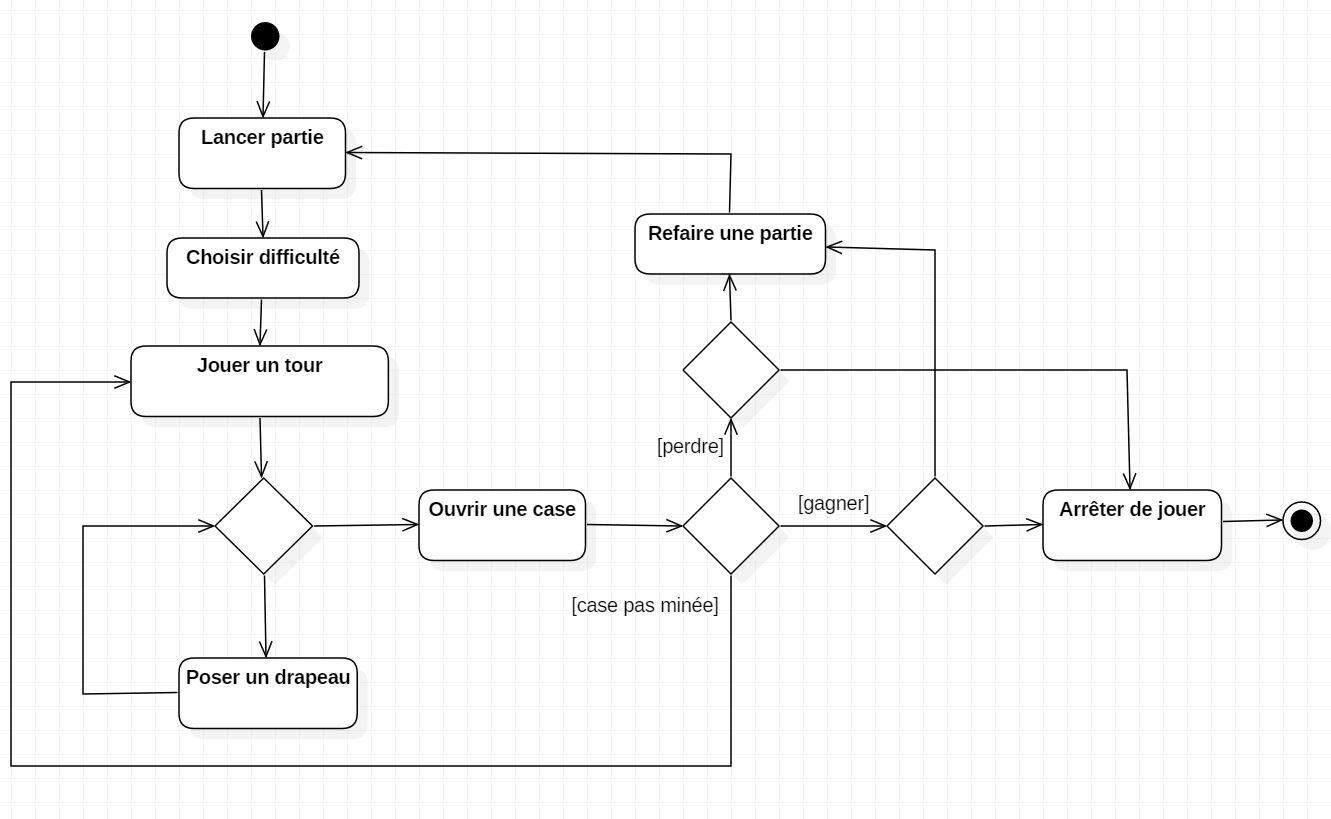 Lancer partie
Choisir difficulté
Refaire une partie
Jouer un tour
[perdre]
[gagner]
Ouvrir une case
Arrêter de jouer
[case pas minée]
Poser un drapeau